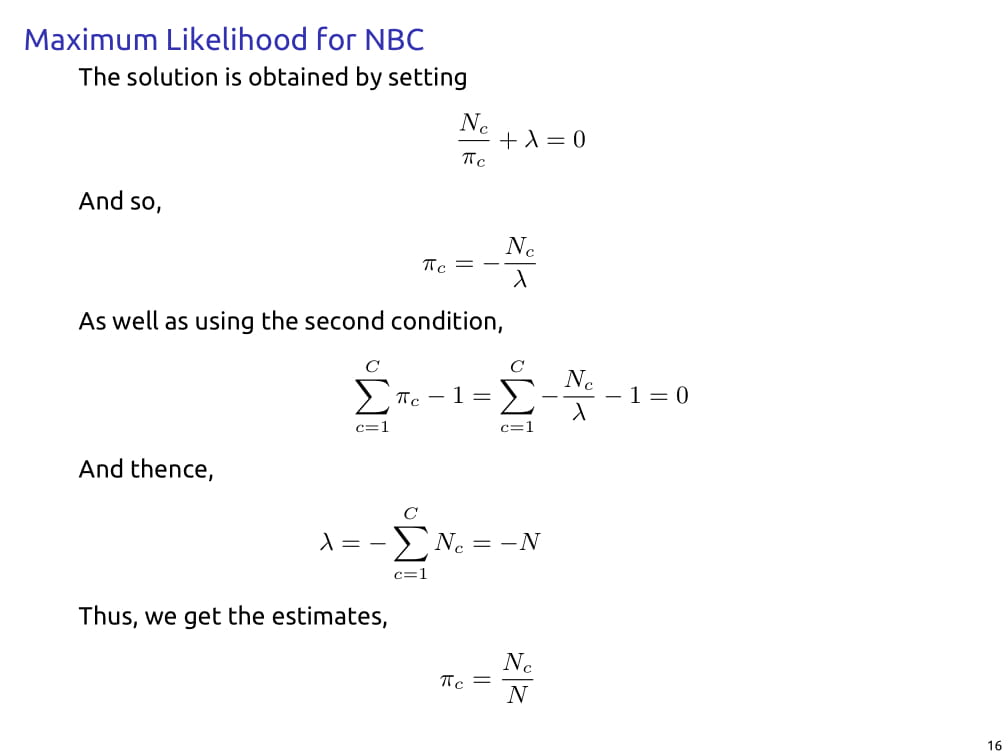 Maximum Likelihood for NBC
The solution is obtained by setting
$\frac{N_c}{\pi_c} + \lambda = 0$
And so,
$\pi_c = -\frac{N_c}{\lambda}$
As well as using the second condition,
$\sum_{c=1}^{C} \pi_c - 1 = \sum_{c=1}^{C} -\frac{N_c}{\lambda} - 1 = 0$
And thence,
$\lambda = -\sum_{c=1}^{C} N_c = -N$
Thus, we get the estimates,
$\pi_c = \frac{N_c}{N}$
16